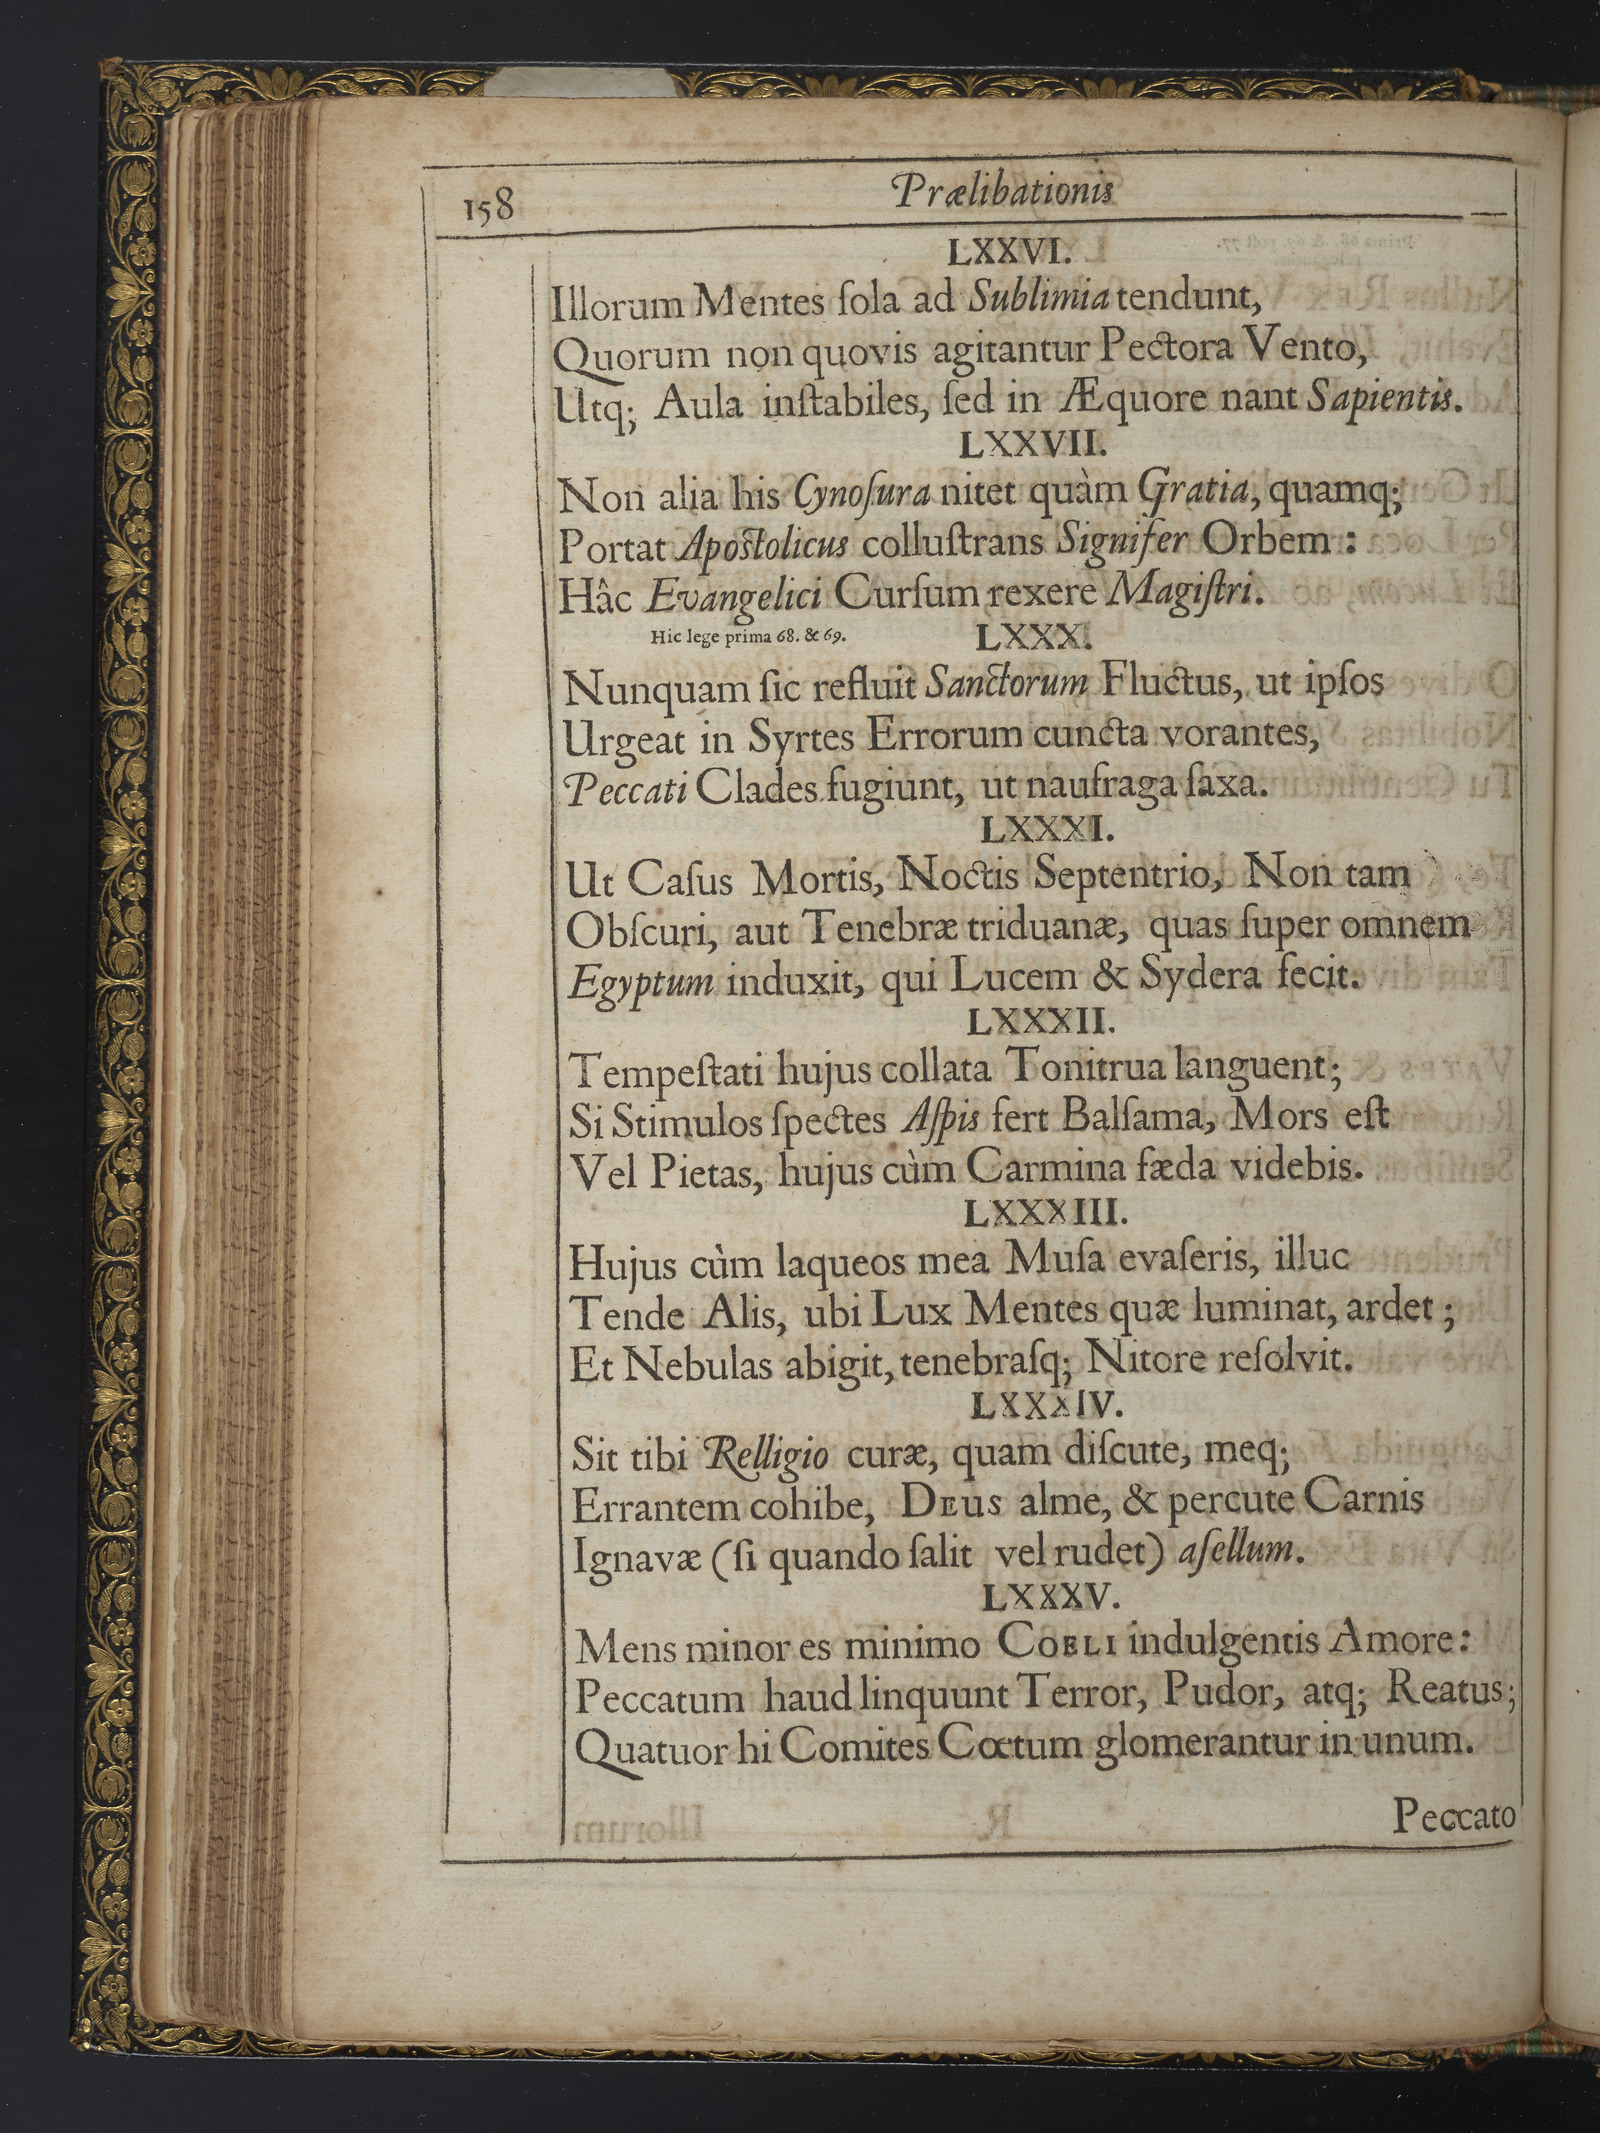 158
Prælibationis
LXXVI.
Illorum Mentes ſola ad Sublimia tendunt,
Quorum non quovis agitantur Pectora Vento,
Utq; Aula inſtabiles, ſed in Æquore nant Sapientis.
LXXVII.
Non alia his Cynoſura nitet quàm Gratia, quamq;
Portat Apostolicus colluſtrans Signifer Orbem :
Hâc Evangelici Curſum rexere Magiſtri.
Hic lege prima 68. & 69.
LXXX.
Nunquam ſic refluit Sanctorum Fluctus, ut ipſos
Urgeat in Syrtes Errorum cuncta vorantes,
Peccati Clades fugiunt, ut naufraga ſaxa.
LXXXI.
Ut Caſus Mortis, Noctis Septentrio, Non tam
Obſcuri, aut Tenebræ triduanæ, quas ſuper omnem
Egyptum induxit, qui Lucem & Sydera fecit.
LXXXII.
Tempeſtati hujus collata Tonitrua languent;
Si Stimulos ſpectes Aſpis fert Balſama, Mors eſt
Vel Pietas, hujus cùm Carmina fæda videbis.
LXXXIII.
Hujus cùm laqueos mea Muſa evaſeris, illuc
Tende Alis, ubi Lux Mentes quæ luminat, ardet ;
Et Nebulas abigit, tenebraſq; Nitore reſolvit.
LXXXIV.
Sit tibi Relligio curæ, quam diſcute, meq;
Errantem cohibe, DEUS alme, & percute Carnis
Ignavæ (ſi quando ſalit vel rudet) aſellum.
LXXXV.
Mens minor es minimo COELI indulgentis Amore:
Peccatum haud linquunt Terror, Pudor, atq; Reatus;
Quatuor hi Comites Cœtum glomerantur in unum.
Peccato